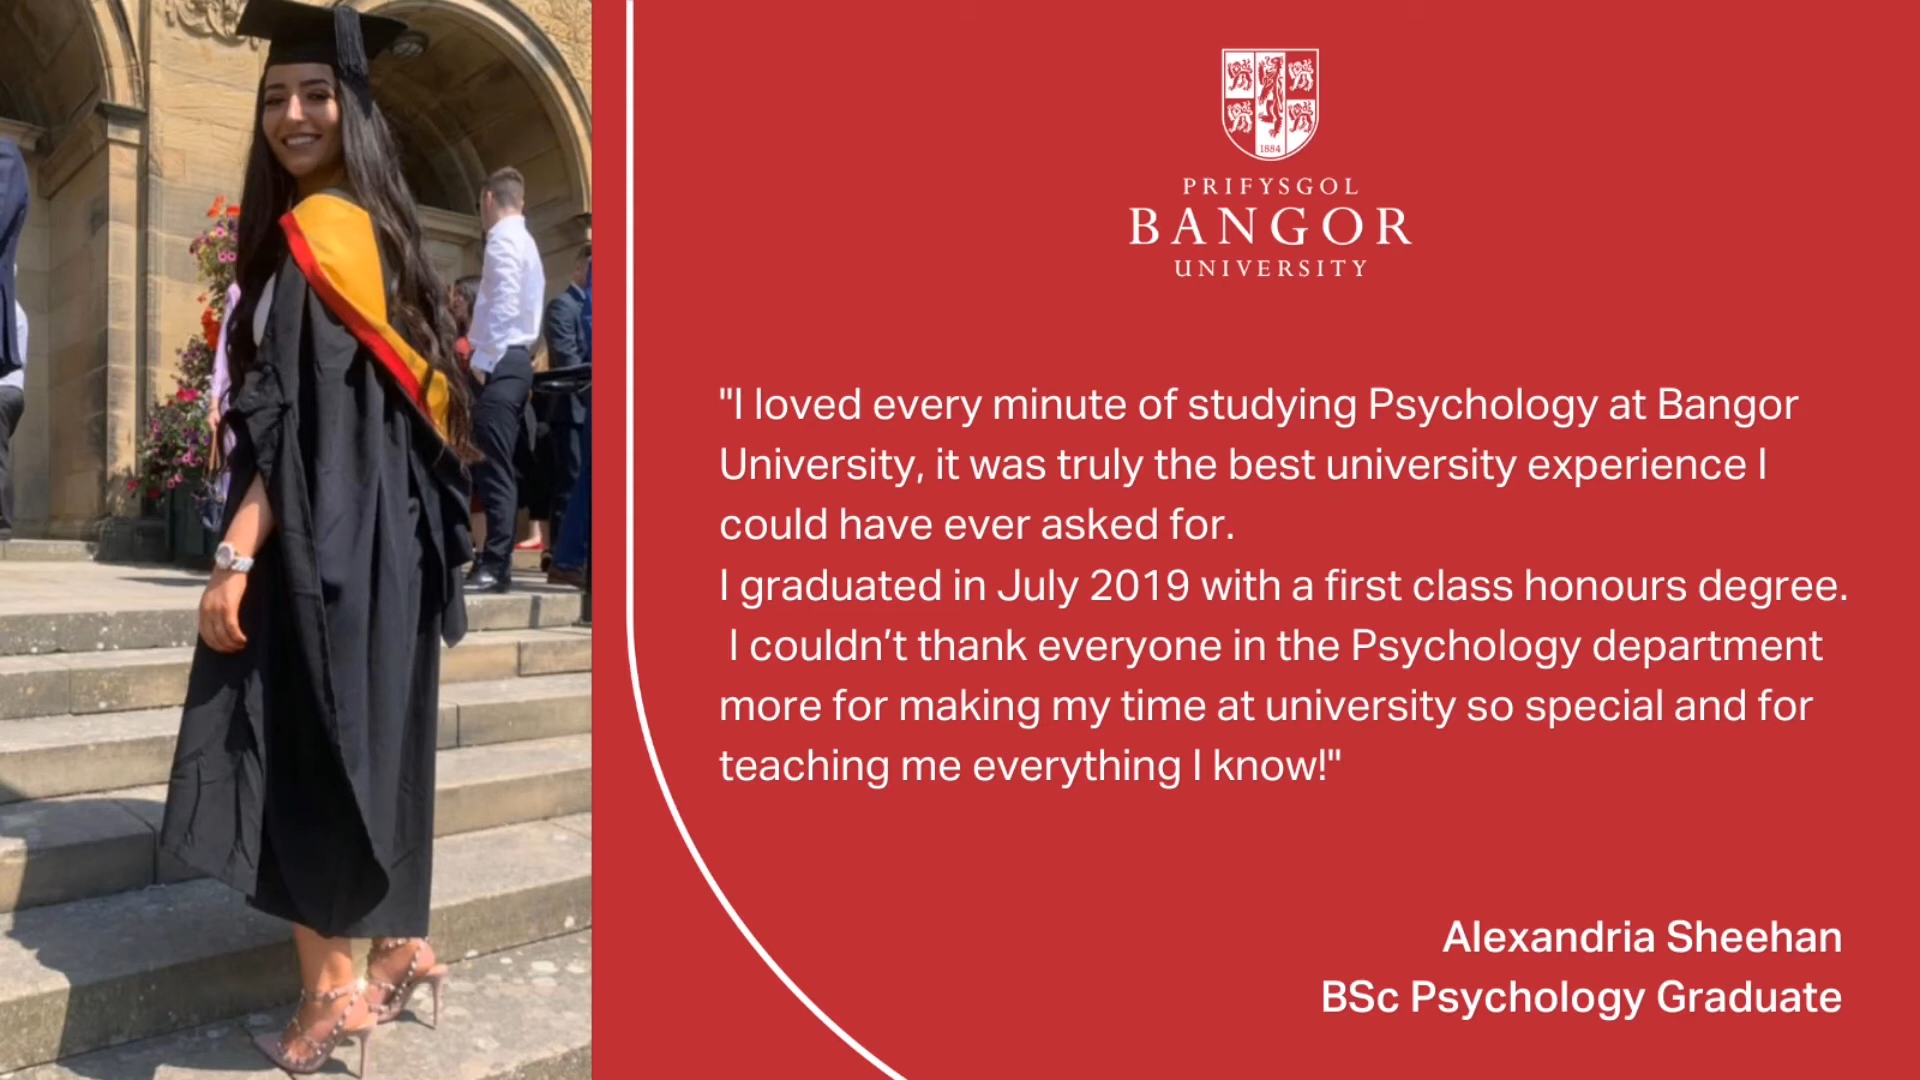 1884
PRIFYSGOL
BANGOR
UNIVERSITY
"I loved every minute of studying Psychology at Bangor
University, it was truly the best university experience I
could have ever asked for.
I graduated in July 2019 with a first class honours degree.
I couldn’t thank everyone in the Psychology department
more for making my time at university so special and for
teaching me everything I know!"
Alexandria Sheehan
BSc Psychology Graduate